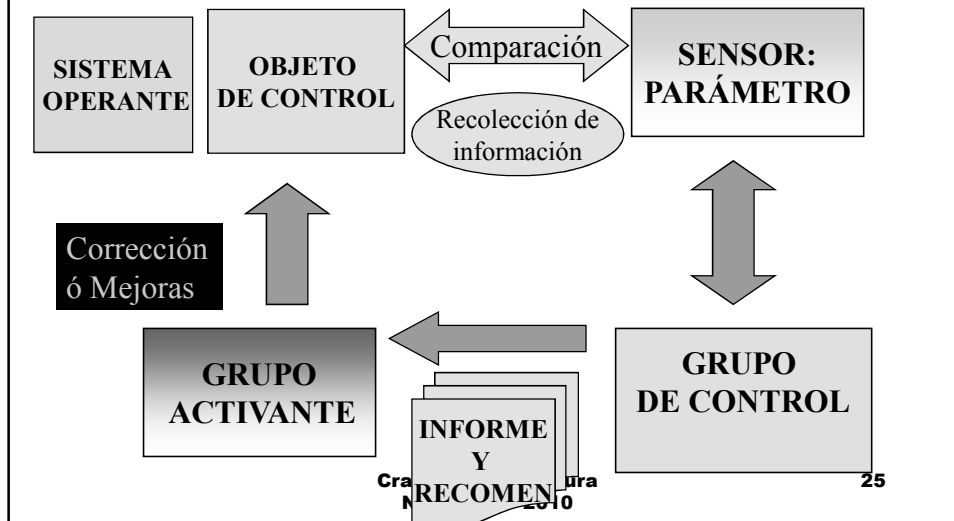 SISTEMA
OPERANTE
OBJETO
DE CONTROL
Comparación
Recolección de
información
SENSOR:
PARÁMETRO
Corrección
ó Mejoras
GRUPO
ACTIVANTE
INFORME
Y
RECOMEN
GRUPO
DE CONTROL
25